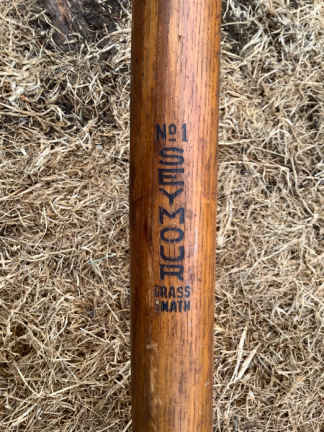 Nº 1
SEYMOUR
GRASS
SNATH